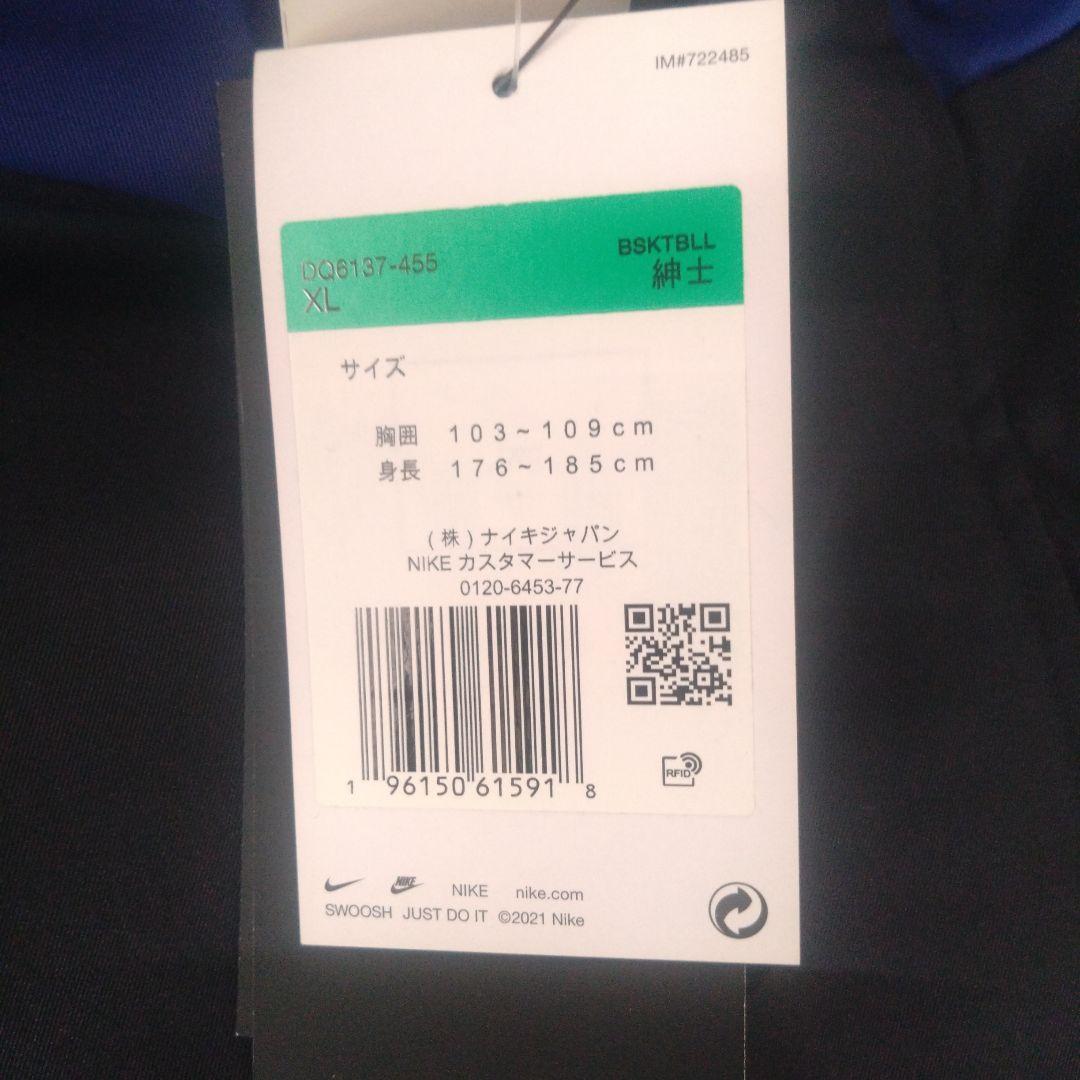 IM#722485
DQ6137-455
XL
BSKTBLL
紳士
サイズ
胸囲 103~109cm
身長 176~185cm
(株)ナイキジャパン
NIKE カスタマーサービス
0120-6453-77
1 96150 61591 8
RFID
NIKE NIKE nike.com
SWOOSH JUST DO IT ©2021 Nike